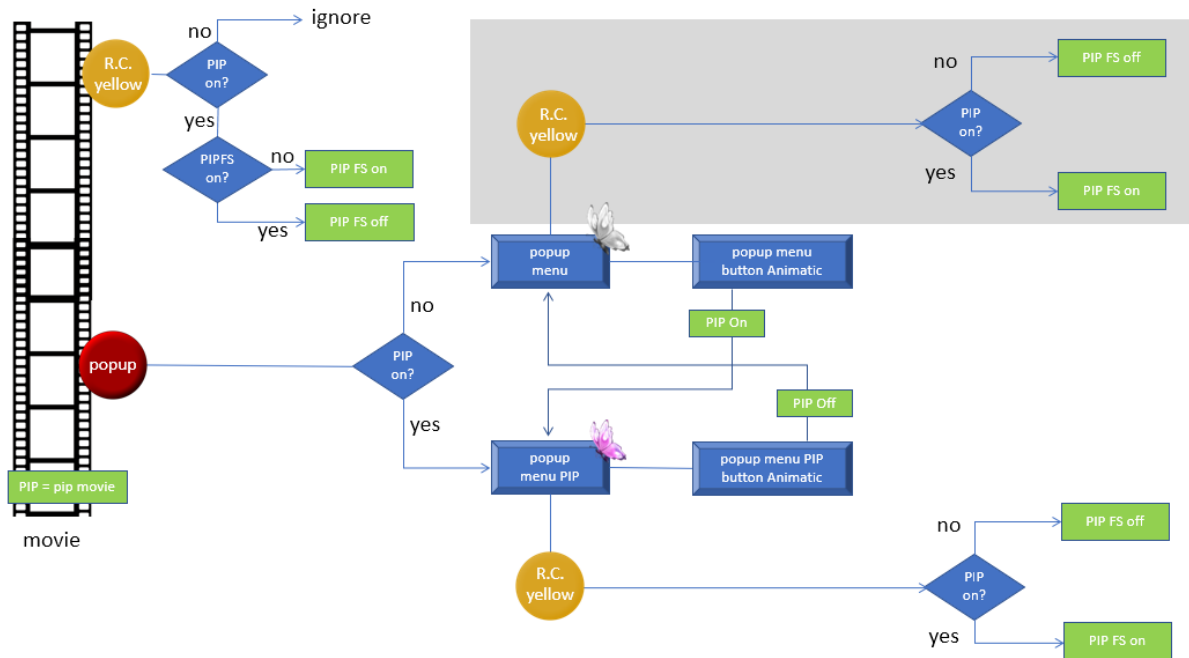 ignore
no
R.C.
yellow
PIP
on?
yes
PIPFS
on?
no
PIP FS on
yes
PIP FS off
R.C.
yellow
PIP
on?
no
PIP FS off
yes
PIP FS on
popup
menu
popup menu
button Animatic
PIP On
no
popup
PIP
on?
yes
PIP Off
popup
menu PIP
popup menu PIP
button Animatic
PIP = pip movie
movie
R.C.
yellow
PIP
on?
no
PIP FS off
yes
PIP FS on